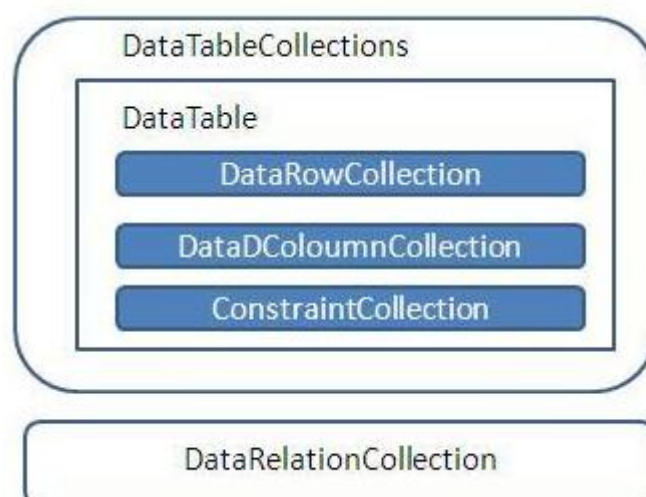 DataTableCollections
DataTable
DataRowCollection
DataDColoumnCollection
ConstraintCollection
DataRelationCollection